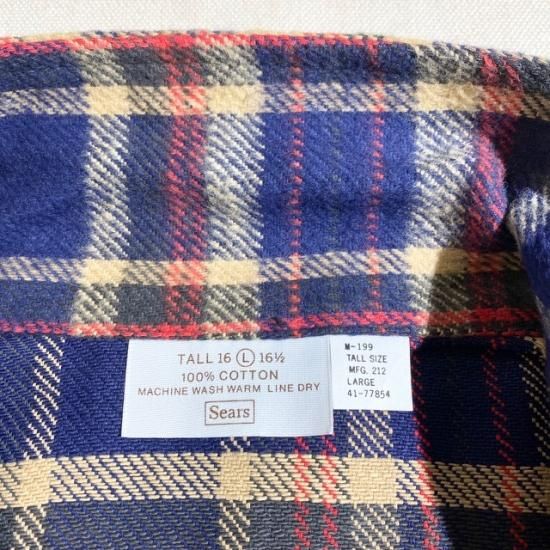 TALL 16 L 16½
100% COTTON
MACHINE WASH WARM LINE DRY
Sears
M-199
TALL SIZE
MFG. 212
LARGE
41-77854